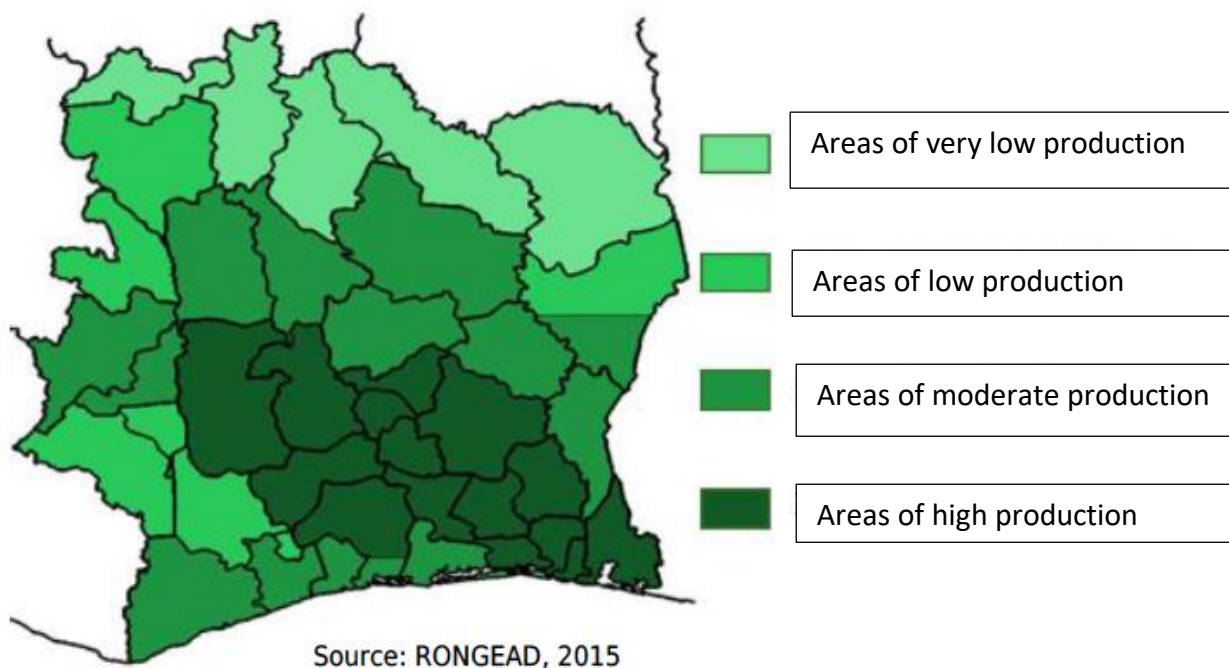 Areas of very low production
Areas of low production
Areas of moderate production
Areas of high production
Source: RONGEAD, 2015